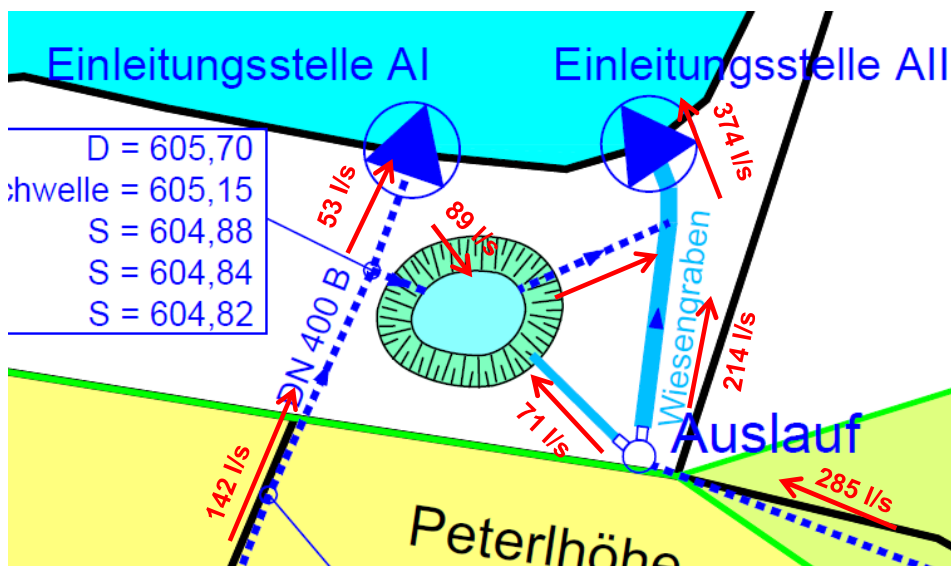 Einleitungsstelle AI
Einleitungsstelle AII
374 l/s
D = 605,70
chwelle = 605,15
S = 604,88
S = 604,84
S = 604,82
53 l/s
89 l/s
DN 400 B
Wiesengraben
214 l/s
71 l/s
Auslauf
142 l/s
285 l/s
Peterlhöhe